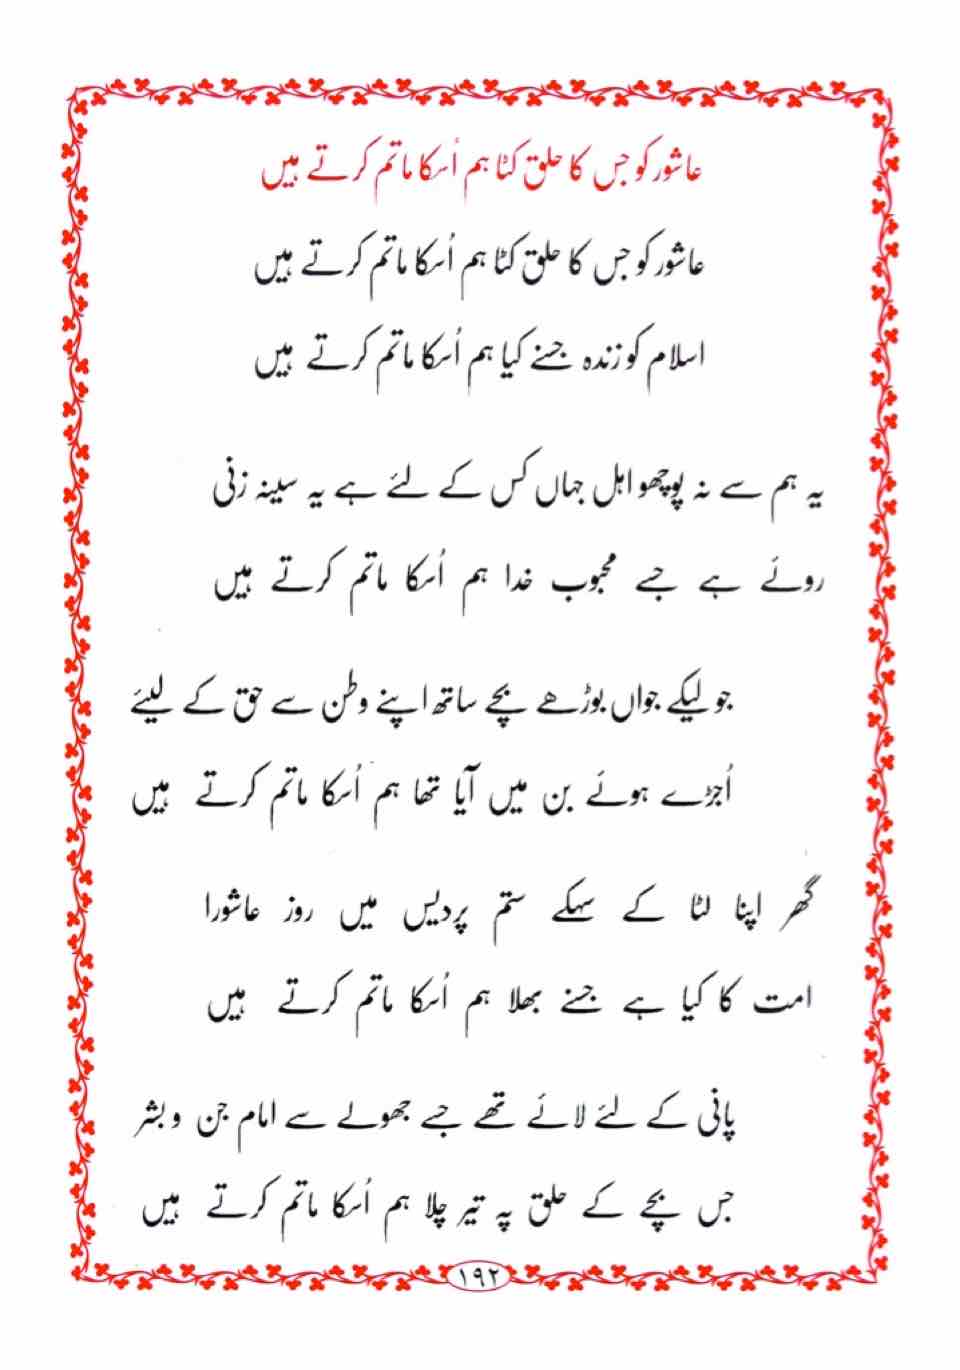 عاشور کو جس کا حلق کٹا ہم اُسکا ماتم کرتے ہیں
عاشور کو جس کا حلق کٹا ہم اُسکا ماتم کرتے ہیں
اسلام کو زندہ جسنے کیا ہم اُسکا ماتم کرتے ہیں
یہ ہم سے نہ پوچھو اہل جہاں کس کے لئے ہے یہ سینہ زنی
روئے ہے جسے محبوب خدا ہم اُسکا ماتم کرتے ہیں
جو لیکے جواں بوڑھے بچے ساتھ اپنے وطن سے حق کے لیئے
اُجڑے ہوئے بن میں آیا تھا ہم اُسکا ماتم کرتے ہیں
گھر اپنا لٹا کے سہکے ستم پردیس میں روز عاشورا
امت کا کیا ہے جسنے بھلا ہم اُسکا ماتم کرتے ہیں
پانی کے لئے لائے تھے جسے جھولے سے امام جن و بشر
جس بچے کے حلق پہ تیر چلا ہم اُسکا ماتم کرتے ہیں
۱۹۲